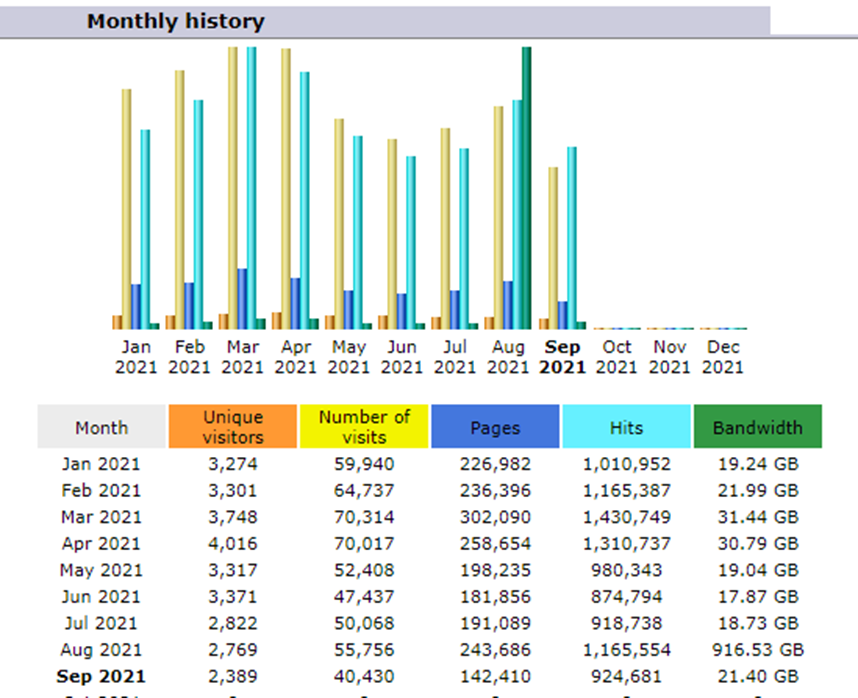 Monthly history
Jan Feb Mar Apr May Jun Jul Aug Sep Oct Nov Dec
2021 2021 2021 2021 2021 2021 2021 2021 2021 2021 2021 2021
Month Unique visitors Number of visits Pages Hits Bandwidth
Jan 2021 3,274 59,940 226,982 1,010,952 19.24 GB
Feb 2021 3,301 64,737 236,396 1,165,387 21.99 GB
Mar 2021 3,748 70,314 302,090 1,430,749 31.44 GB
Apr 2021 4,016 70,017 258,654 1,310,737 30.79 GB
May 2021 3,317 52,408 198,235 980,343 19.04 GB
Jun 2021 3,371 47,437 181,856 874,794 17.87 GB
Jul 2021 2,822 50,068 191,089 918,738 18.73 GB
Aug 2021 2,769 55,756 243,686 1,165,554 916.53 GB
Sep 2021 2,389 40,430 142,410 924,681 21.40 GB